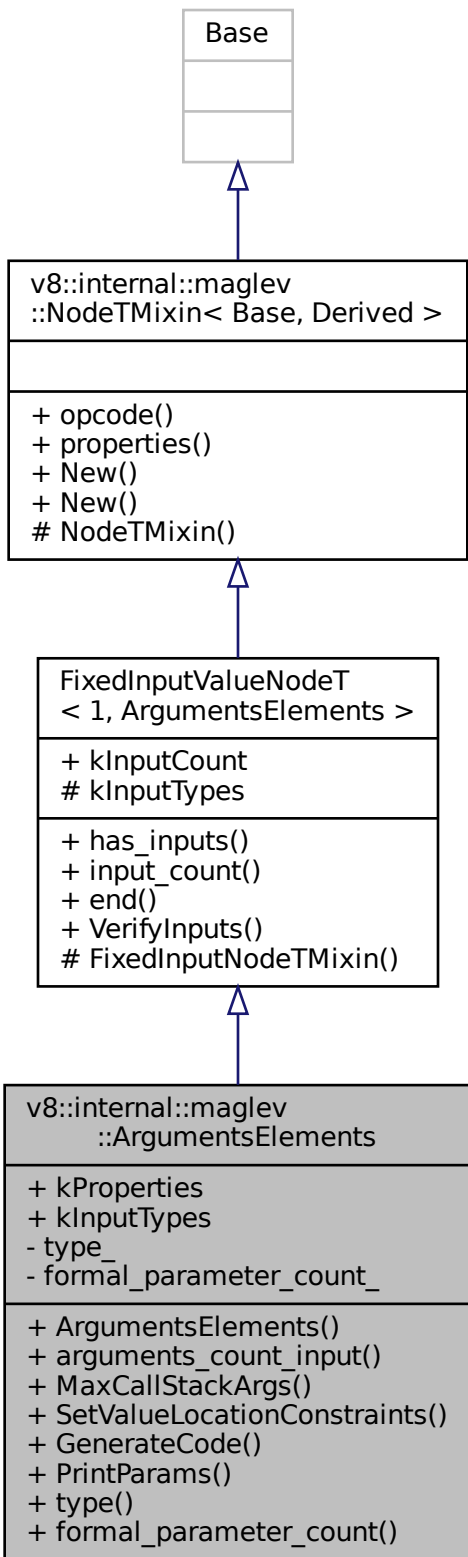 Base
v8::internal::maglev
::NodeTMixin< Base, Derived >
+ opcode()
+ properties()
+ New()
+ New()
# NodeTMixin()
FixedInputValueNodeT
< 1, ArgumentsElements >
+ kInputCount
# kInputTypes
+ has_inputs()
+ input_count()
+ end()
+ VerifyInputs()
# FixedInputNodeTMixin()
v8::internal::maglev
::ArgumentsElements
+ kProperties
+ kInputTypes
- type_
- formal_parameter_count_
+ ArgumentsElements()
+ arguments_count_input()
+ MaxCallStackArgs()
+ SetValueLocationConstraints()
+ GenerateCode()
+ PrintParams()
+ type()
+ formal_parameter_count()